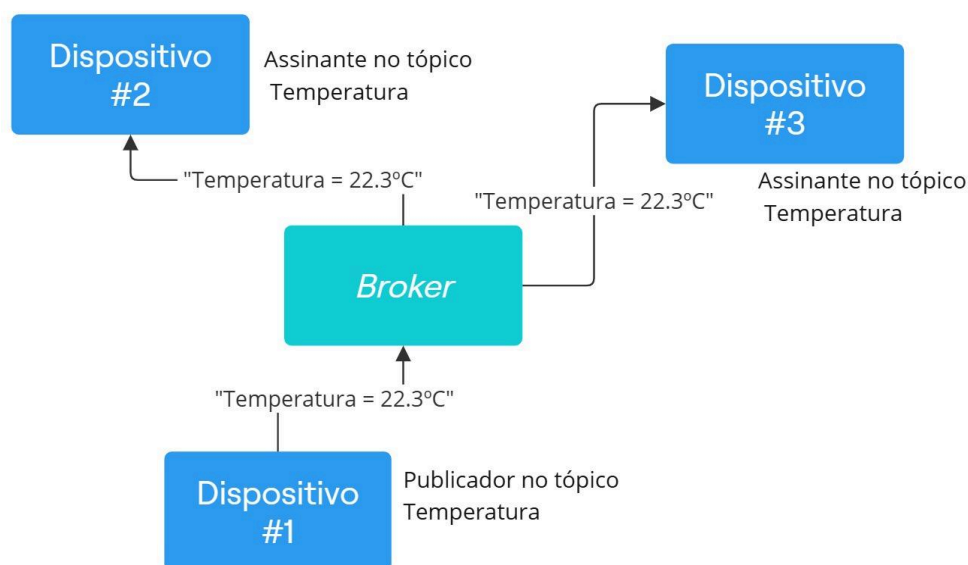 Dispositivo
#2
Assinante no tópico
Temperatura
Dispositivo
#3
Assinante no tópico
Temperatura
"Temperatura = 22.3ºC"
"Temperatura = 22.3ºC"
Broker
"Temperatura = 22.3ºC"
Dispositivo
#1
Publicador no tópico
Temperatura